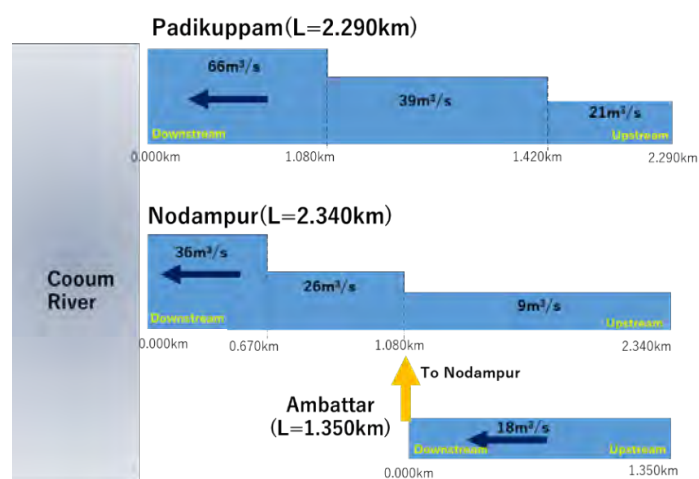 Padikuppam(L=2.290km)
66m³/s
39m³/s
21m³/s
Downstream
Upstream
0.000km
1.080km
1.420km
2.290km
Nodampur(L=2.340km)
36m³/s
26m³/s
9m³/s
Cooum
River
Downstream
Upstream
0.000km
0.670km
1.080km
2.340km
To Nodampur
Ambattar
(L=1.350km)
18m³/s
Downstream
Upstream
0.000km
1.350km